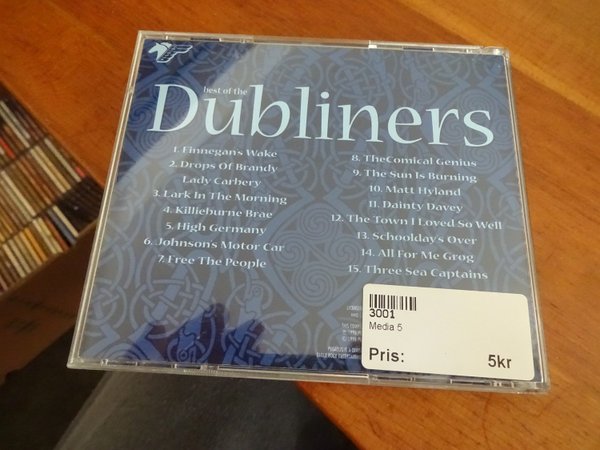 best of the
Dubliners
1. Finnegan's Wake
2. Drops Of Brandy
Lady Carbery
3. Lark In The Morning
4. Killieburne Brae
5. High Germany
6. Johnson's Motor Car
7. Free The People
8. TheComical Genius
9. The Sun Is Burning
10. Matt Hyland
11. Dainty Davey
12. The Town I Loved So Well
13. Schoolday's Over
14. All For Me Grog
15. Three Sea Captains
3001
Media 5
Pris: 5kr